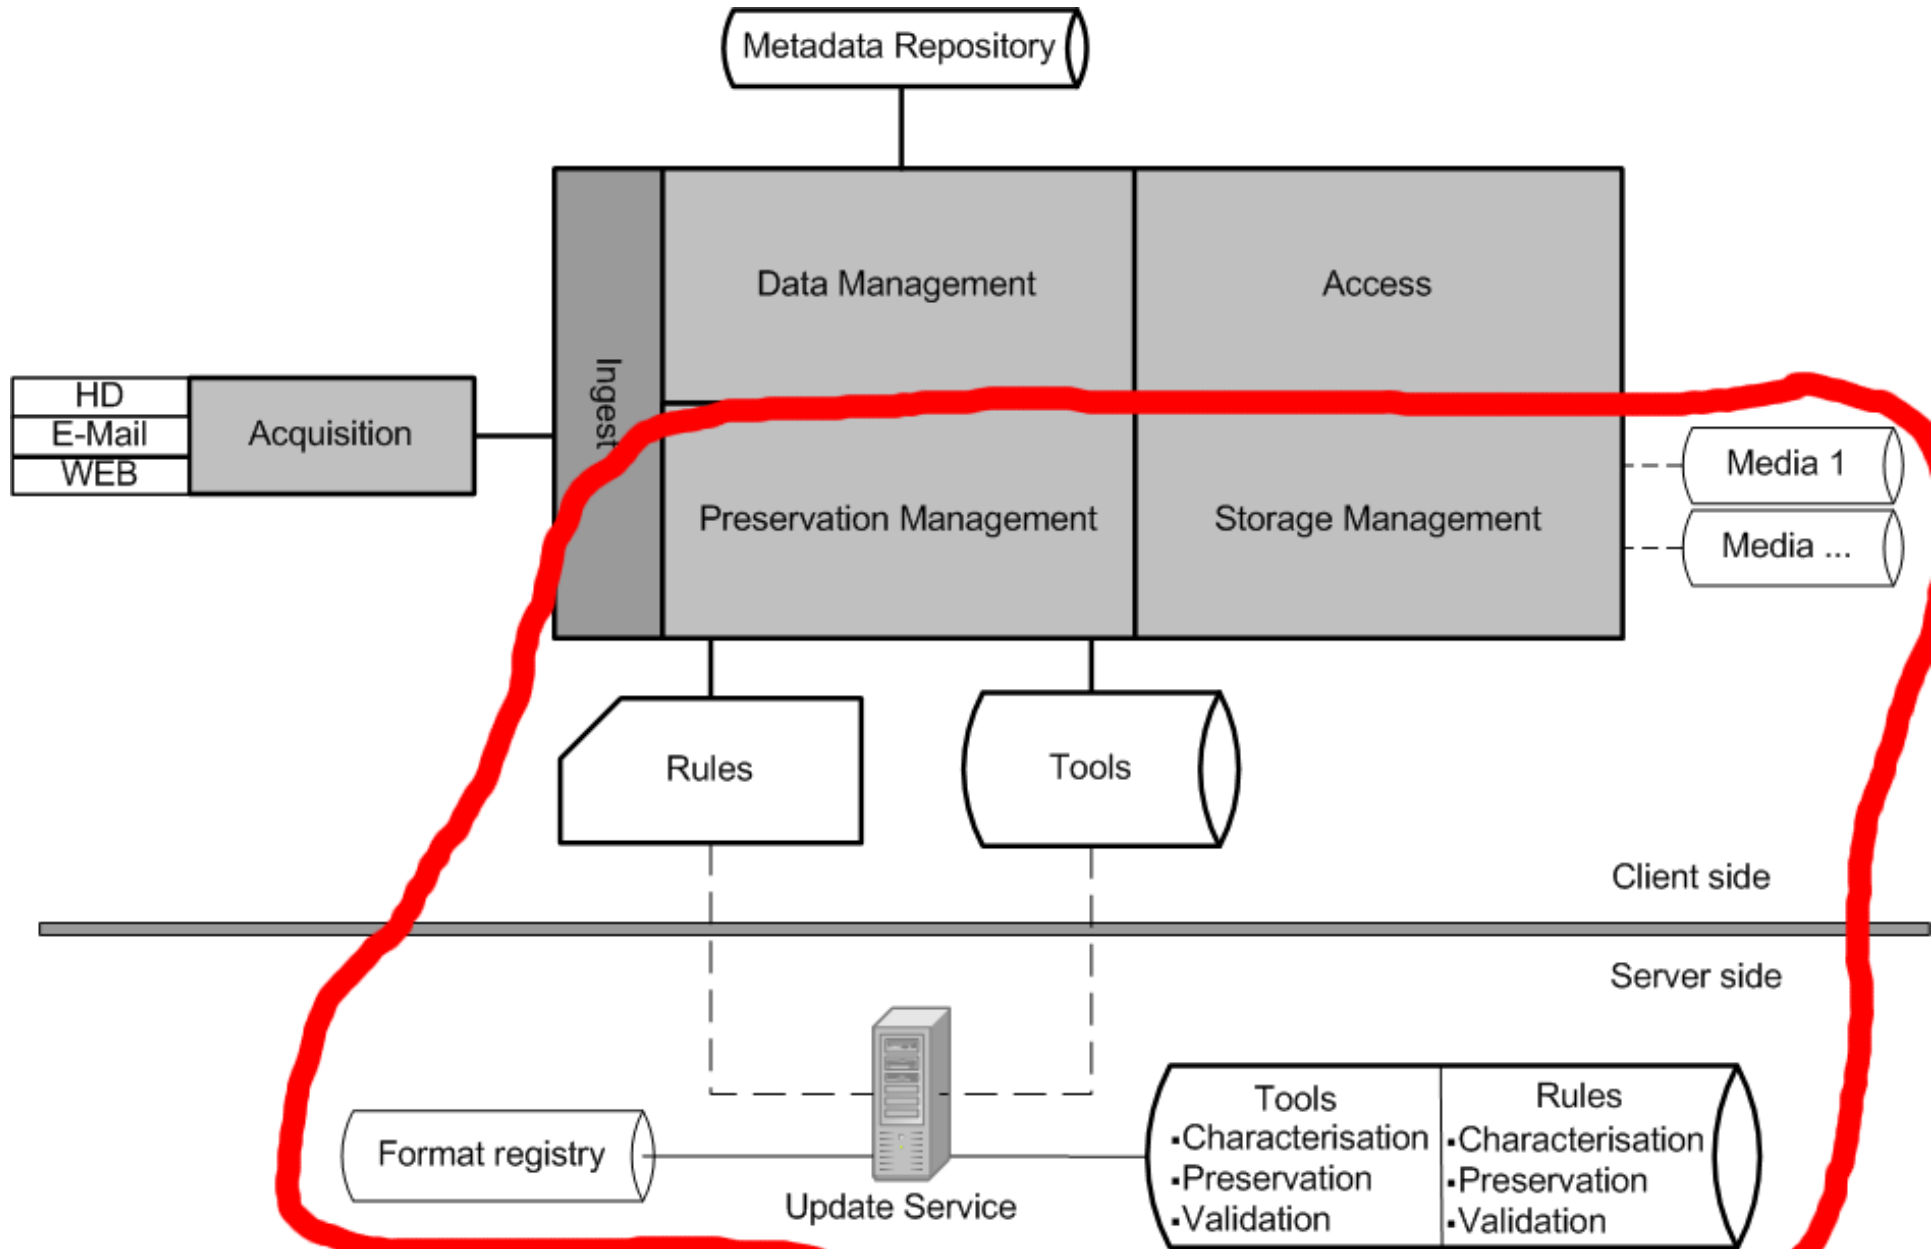 Metadata Repository
Data Management
Access
Ingest
HD
E-Mail
WEB
Acquisition
Preservation Management
Storage Management
Media 1
Media ...
Rules
Tools
Client side
Server side
Format registry
Update Service
Tools
▪Characterisation
▪Preservation
▪Validation
Rules
▪Characterisation
▪Preservation
▪Validation